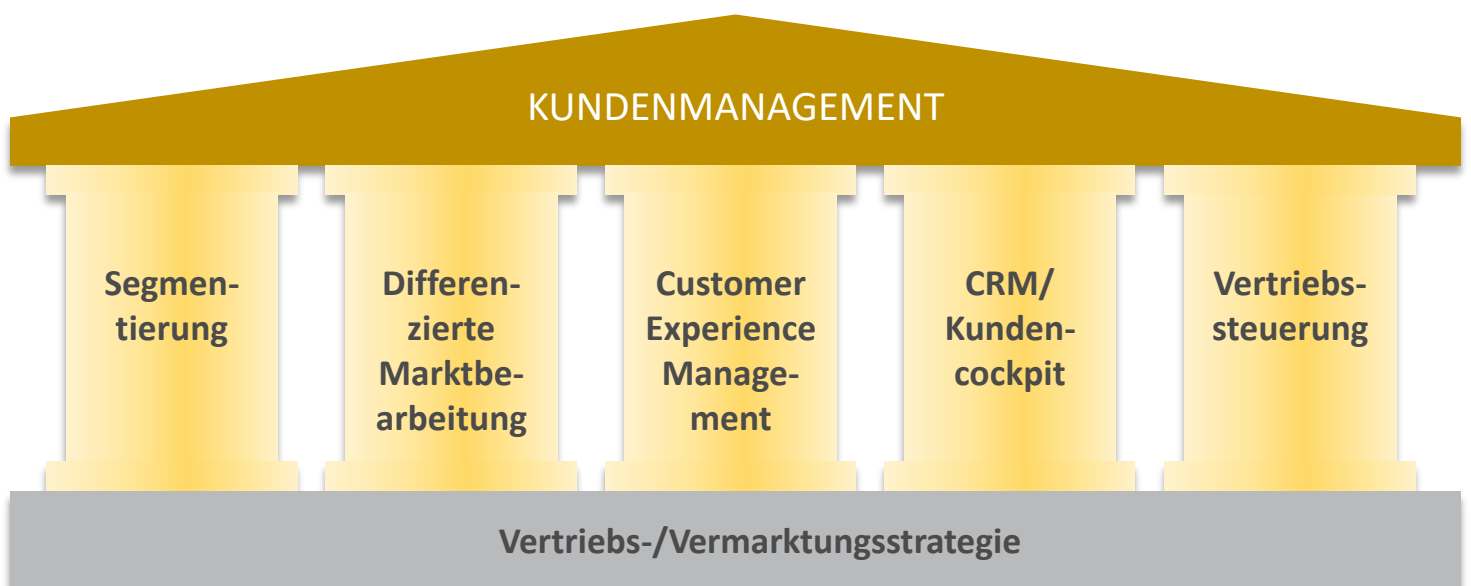 KUNDENMANAGEMENT
Segmen-
tierung
Differen-
zierte
Marktbe-
arbeitung
Customer
Experience
Manage-
ment
CRM/
Kunden-
cockpit
Vertriebs-
steuerung
Vertriebs-/Vermarktungsstrategie